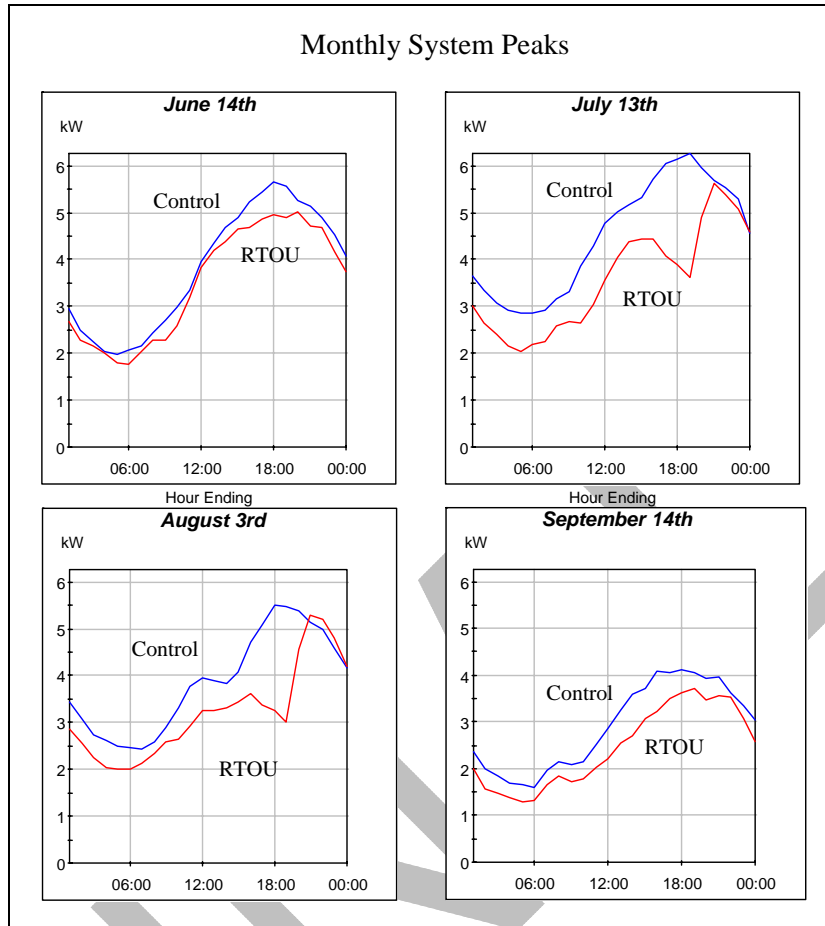 Monthly System Peaks
June 14th
kW
6
5
4
3
2
1
0
Control
RTOU
06:00 12:00 18:00 00:00
Hour Ending
July 13th
kW
6
5
4
3
2
1
0
Control
RTOU
06:00 12:00 18:00 00:00
Hour Ending
August 3rd
kW
6
5
4
3
2
1
0
Control
RTOU
06:00 12:00 18:00 00:00
September 14th
kW
6
5
4
3
2
1
0
Control
RTOU
06:00 12:00 18:00 00:00